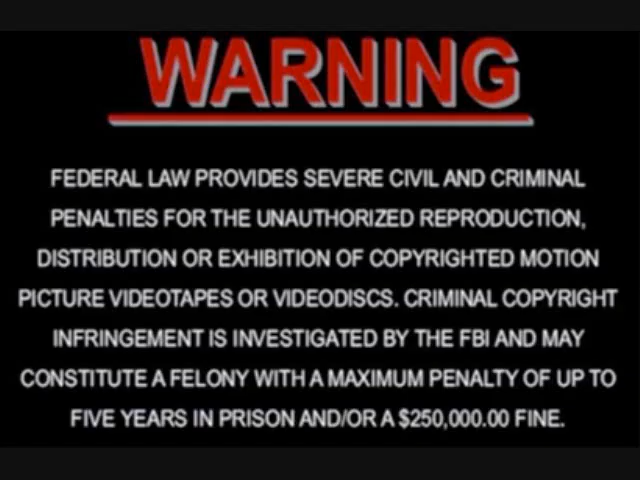 WARNING
FEDERAL LAW PROVIDES SEVERE CIVIL AND CRIMINAL
PENALTIES FOR THE UNAUTHORIZED REPRODUCTION,
DISTRIBUTION OR EXHIBITION OF COPYRIGHTED MOTION
PICTURE VIDEOTAPES OR VIDEODISCS. CRIMINAL COPYRIGHT
INFRINGEMENT IS INVESTIGATED BY THE FBI AND MAY
CONSTITUTE A FELONY WITH A MAXIMUM PENALTY OF UP TO
FIVE YEARS IN PRISON AND/OR A $250,000.00 FINE.